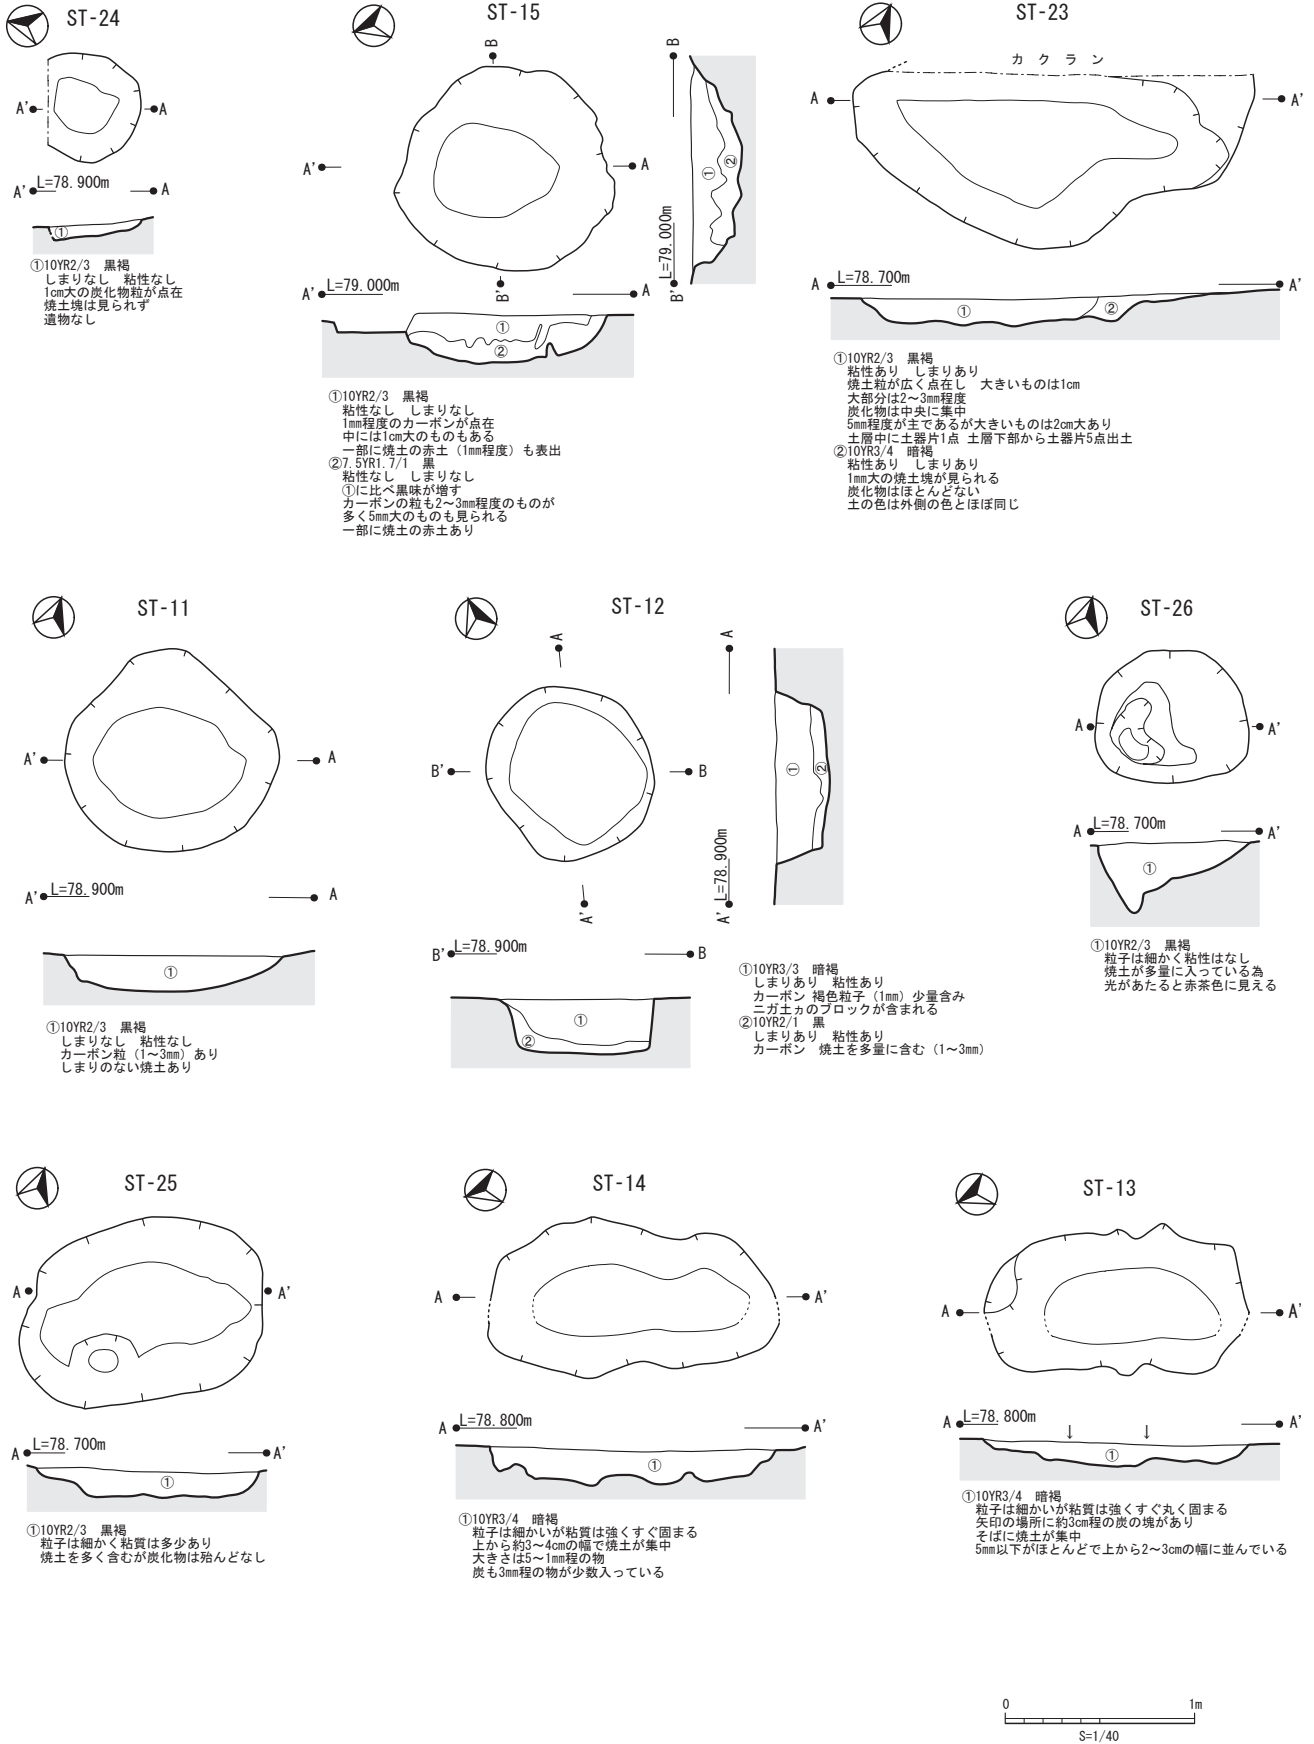 ST-24
A'
A
A'
L=78.900m
A
①
①10YR2/3　黒褐
しまりなし　粘性なし
1cm大の炭化物粒が点在
焼土塊は見られず
遺物なし
ST-15
B
A'
A
B'
B
①
②
L=79.000m
B'
A'
L=79.000m
A
①
②
①10YR2/3　黒褐
粘性なし　しまりなし
1mm程度のカーボンが点在
中には1cm大のものもある
一部に焼土の赤土（1mm程度）も表出
②7.5YR1.7/1　黒
粘性なし　しまりなし
①に比べ黒味が増す
カーボンの粒も2～3mm程度のものが
多く5mm大のものも見られる
一部に焼土の赤土あり
ST-23
カクラン
A
A'
A
L=78.700m
A'
①
②
①10YR2/3　黒褐
粘性あり　しまりあり
焼土粒が広く点在し　大きいものは1cm
大部分は2～3mm程度
炭化物は中央に集中
5mm程度が主であるが大きいものは2cm大あり
土層中に土器片1点　土層下部から土器片5点出土
②10YR3/4　暗褐
粘性あり　しまりあり
1mm大の焼土塊が見られる
炭化物はほとんどない
土の色は外側の色とほぼ同じ
ST-11
A'
A
A'
L=78.900m
A
①
①10YR2/3　黒褐
しまりなし　粘性なし
カーボン粒（1～3mm）あり
しまりのない焼土あり
ST-12
A
B'
B
A'
A
①
②
L=78.900m
A'
B'
L=78.900m
B
①
②
①10YR3/3　暗褐
しまりあり　粘性あり
カーボン 褐色粒子（1mm）少量含み
ニガ土ヵのブロックが含まれる
②10YR2/1　黒
しまりあり　粘性あり
カーボン　焼土を多量に含む（1～3mm）
ST-26
A
A'
A
L=78.700m
A'
①
①10YR2/3　黒褐
粒子は細かく粘性はなし
焼土が多量に入っている為
光があたると赤茶色に見える
ST-25
A
A'
A
L=78.700m
A'
①
①10YR2/3　黒褐
粒子は細かく粘質は多少あり
焼土を多く含むが炭化物は殆んどなし
ST-14
A
A'
A
L=78.800m
A'
①
①10YR3/4　暗褐
粒子は細かいが粘質は強くすぐ固まる
上から約3～4cmの幅で焼土が集中
大きさは5～1mm程の物
炭も3mm程の物が少数入っている
ST-13
A
A'
A
L=78.800m
A'
↓
↓
①
①10YR3/4　暗褐
粒子は細かいが粘質は強くすぐ丸く固まる
矢印の場所に約3cm程の炭の塊があり
そばに焼土が集中
5mm以下がほとんどで上から2～3cmの幅に並んでいる
0
1m
S=1/40